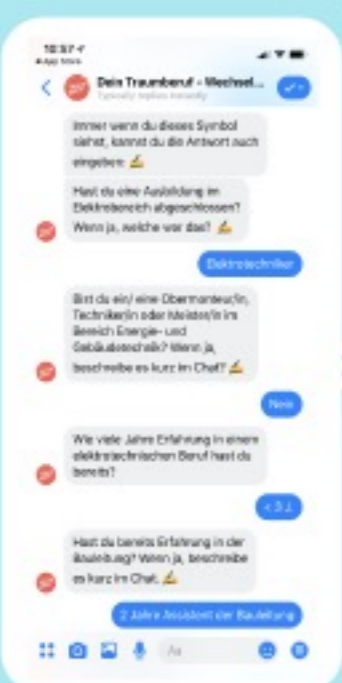 10:57
App Store
Dein Traumberuf - Wechsel...
Typically replies instantly
Immer wenn du dieses Symbol
siehst, kannst du die Antwort auch
eingeben: ✍️
Hast du eine Ausbildung im
Elektrobereich abgeschlossen?
Wenn ja, welche war das? ✍️
Elektrotechniker
Bist du ein/ eine Obermonteur/in,
Techniker/in oder Meister/in im
Bereich Energie- und
Gebäudetechnik? Wenn ja,
beschreibe es kurz im Chat? ✍️
Nein
Wie viele Jahre Erfahrung in einem
elektrotechnischen Beruf hast du
bereits?
< 3 J.
Hast du bereits Erfahrung in der
Bauleitung? Wenn ja, beschreibe
es kurz im Chat. ✍️
2 Jahre Assistent der Bauleitung
Aa